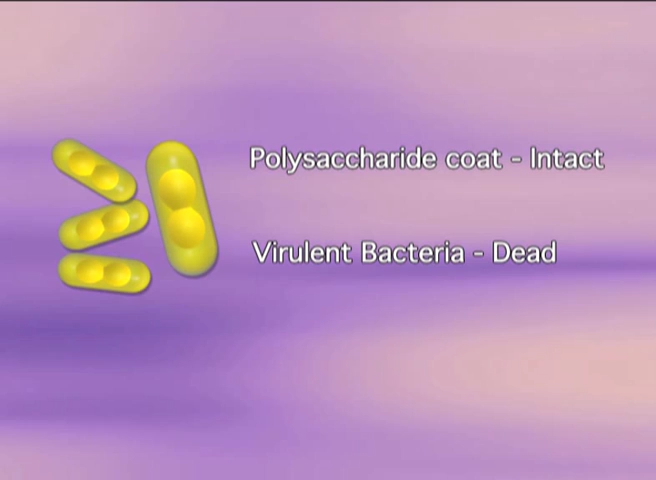 Polysaccharide coat - Intact
Virulent Bacteria - Dead